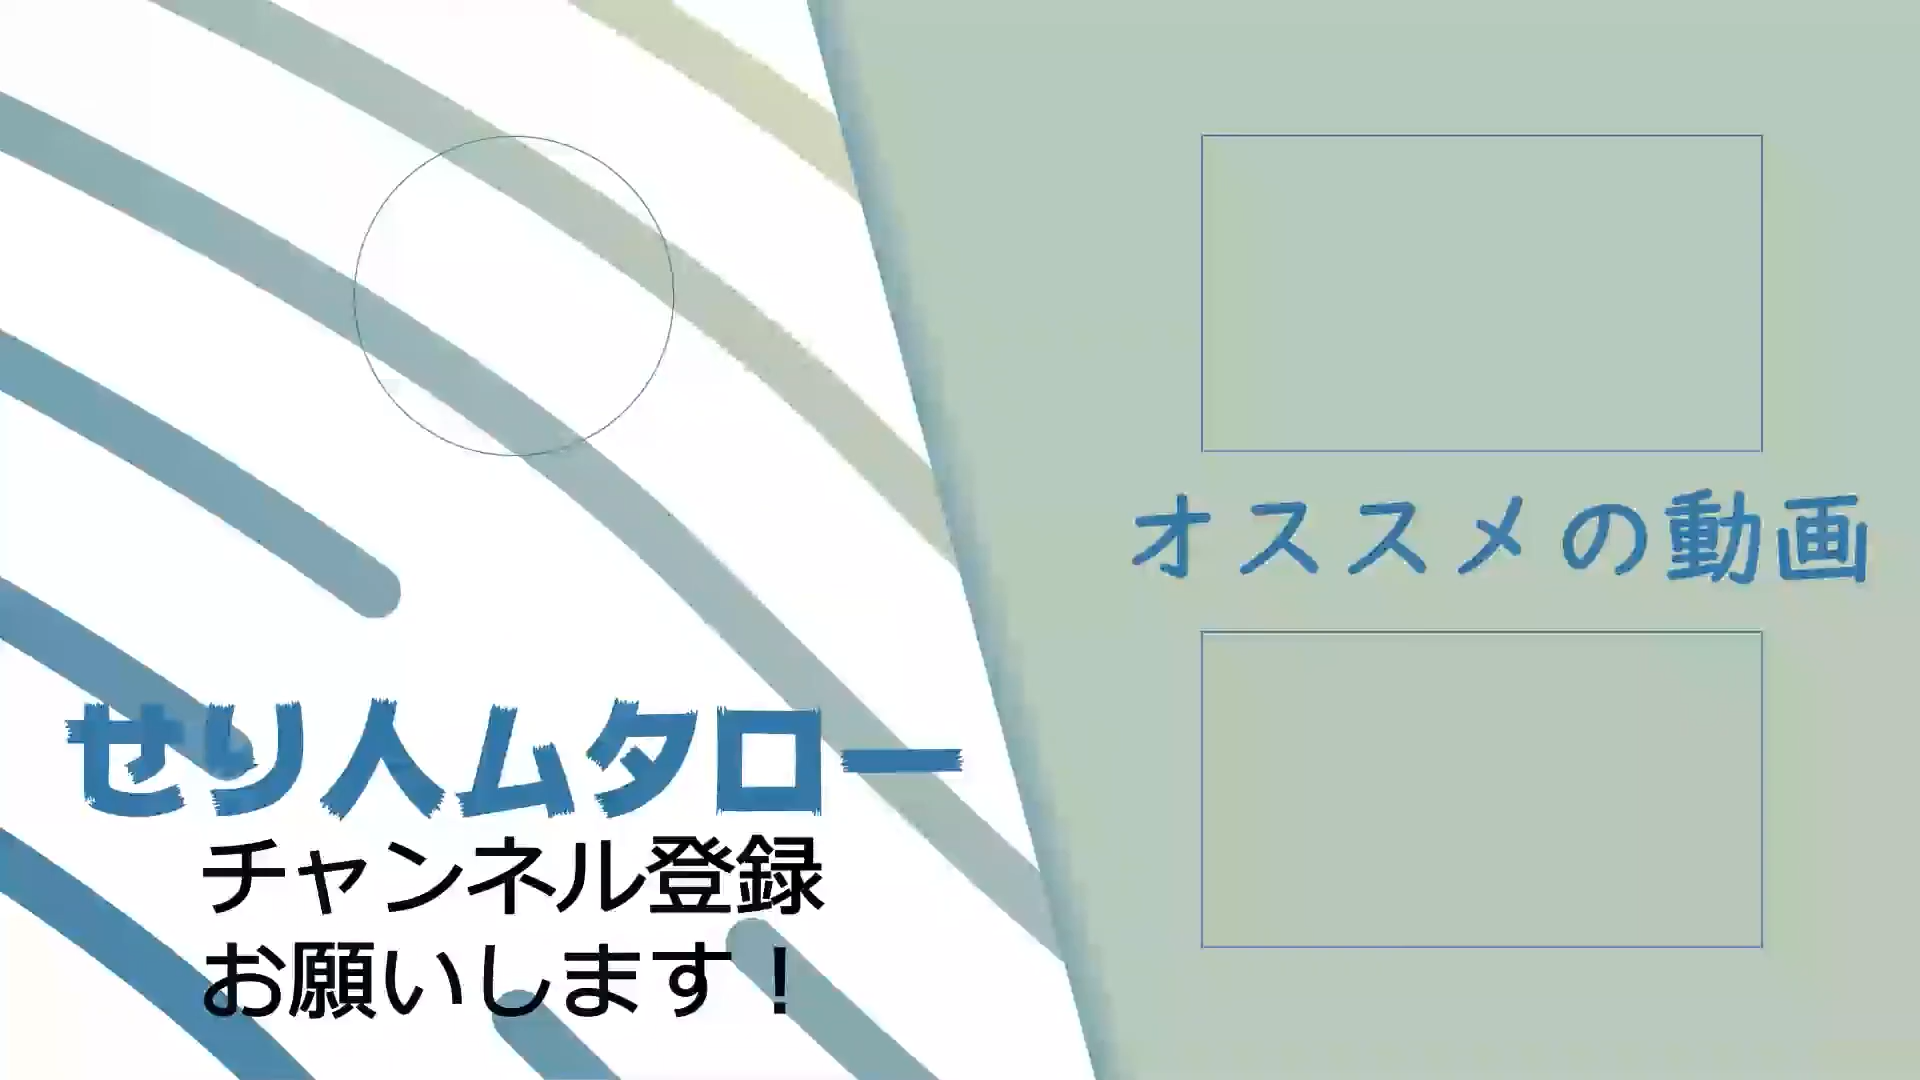 せり人ムタロー
チャンネル登録
お願いします！
オススメの動画